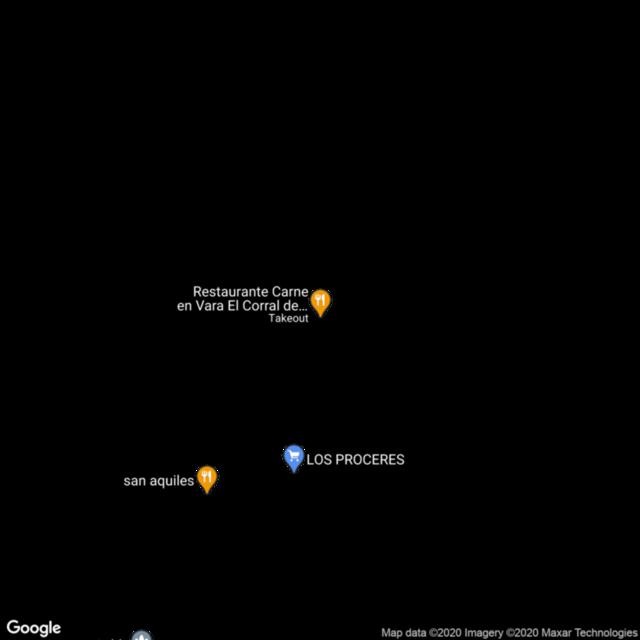 Restaurante Carne
en Vara El Corral de...
Takeout
LOS PROCERES
san aquiles
Google
Map data ©2020 Imagery ©2020 Maxar Technologies